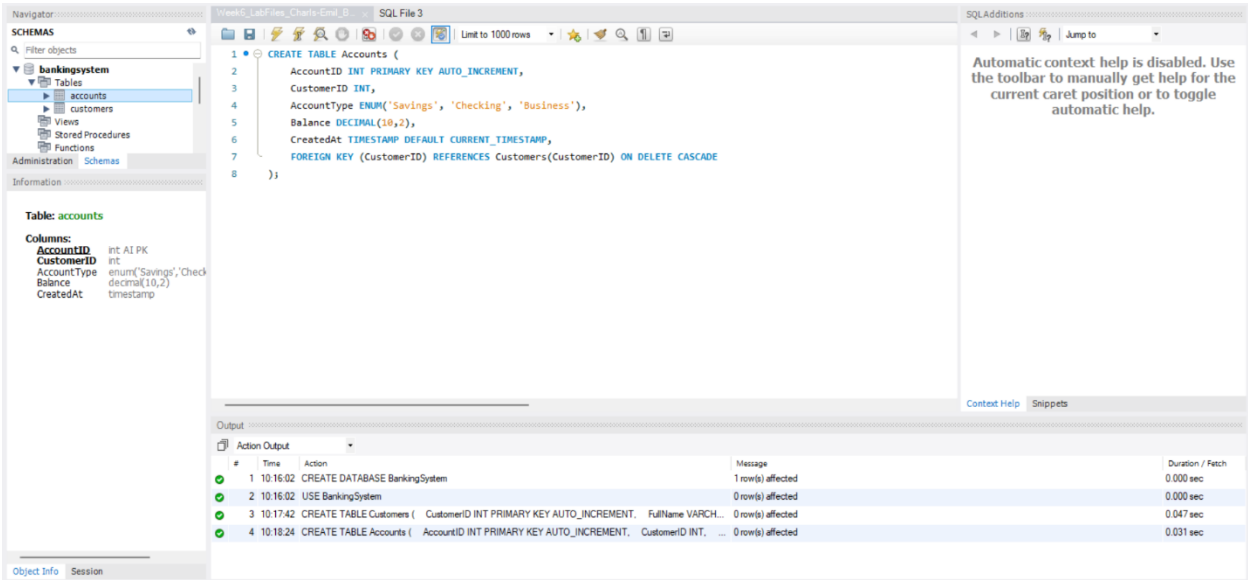 Navigator
SCHEMAS
Filter objects
bankingsystem
Tables
accounts
customers
Views
Stored Procedures
Functions
Administration Schemas
Information
Table: accounts
Columns:
AccountID int AI PK
CustomerID int
AccountType enum('Savings','Check
Balance decimal(10,2)
CreatedAt timestamp
Object Info Session
Week6_LabFiles_Charls-Emil_B... SQL File 3
Limit to 1000 rows
1 CREATE TABLE Accounts (
2 AccountID INT PRIMARY KEY AUTO_INCREMENT,
3 CustomerID INT,
4 AccountType ENUM('Savings', 'Checking', 'Business'),
5 Balance DECIMAL(10,2),
6 CreatedAt TIMESTAMP DEFAULT CURRENT_TIMESTAMP,
7 FOREIGN KEY (CustomerID) REFERENCES Customers(CustomerID) ON DELETE CASCADE
8 );
Output
Action Output
# Time Action Message Duration / Fetch
1 10:16:02 CREATE DATABASE BankingSystem 1 row(s) affected 0.000 sec
2 10:16:02 USE BankingSystem 0 row(s) affected 0.000 sec
3 10:17:42 CREATE TABLE Customers ( CustomerID INT PRIMARY KEY AUTO_INCREMENT, FullName VARCH... 0 row(s) affected 0.047 sec
4 10:18:24 CREATE TABLE Accounts ( AccountID INT PRIMARY KEY AUTO_INCREMENT, CustomerID INT, ... 0 row(s) affected 0.031 sec
SQLAdditions
Jump to
Automatic context help is disabled. Use
the toolbar to manually get help for the
current caret position or to toggle
automatic help.
Context Help Snippets